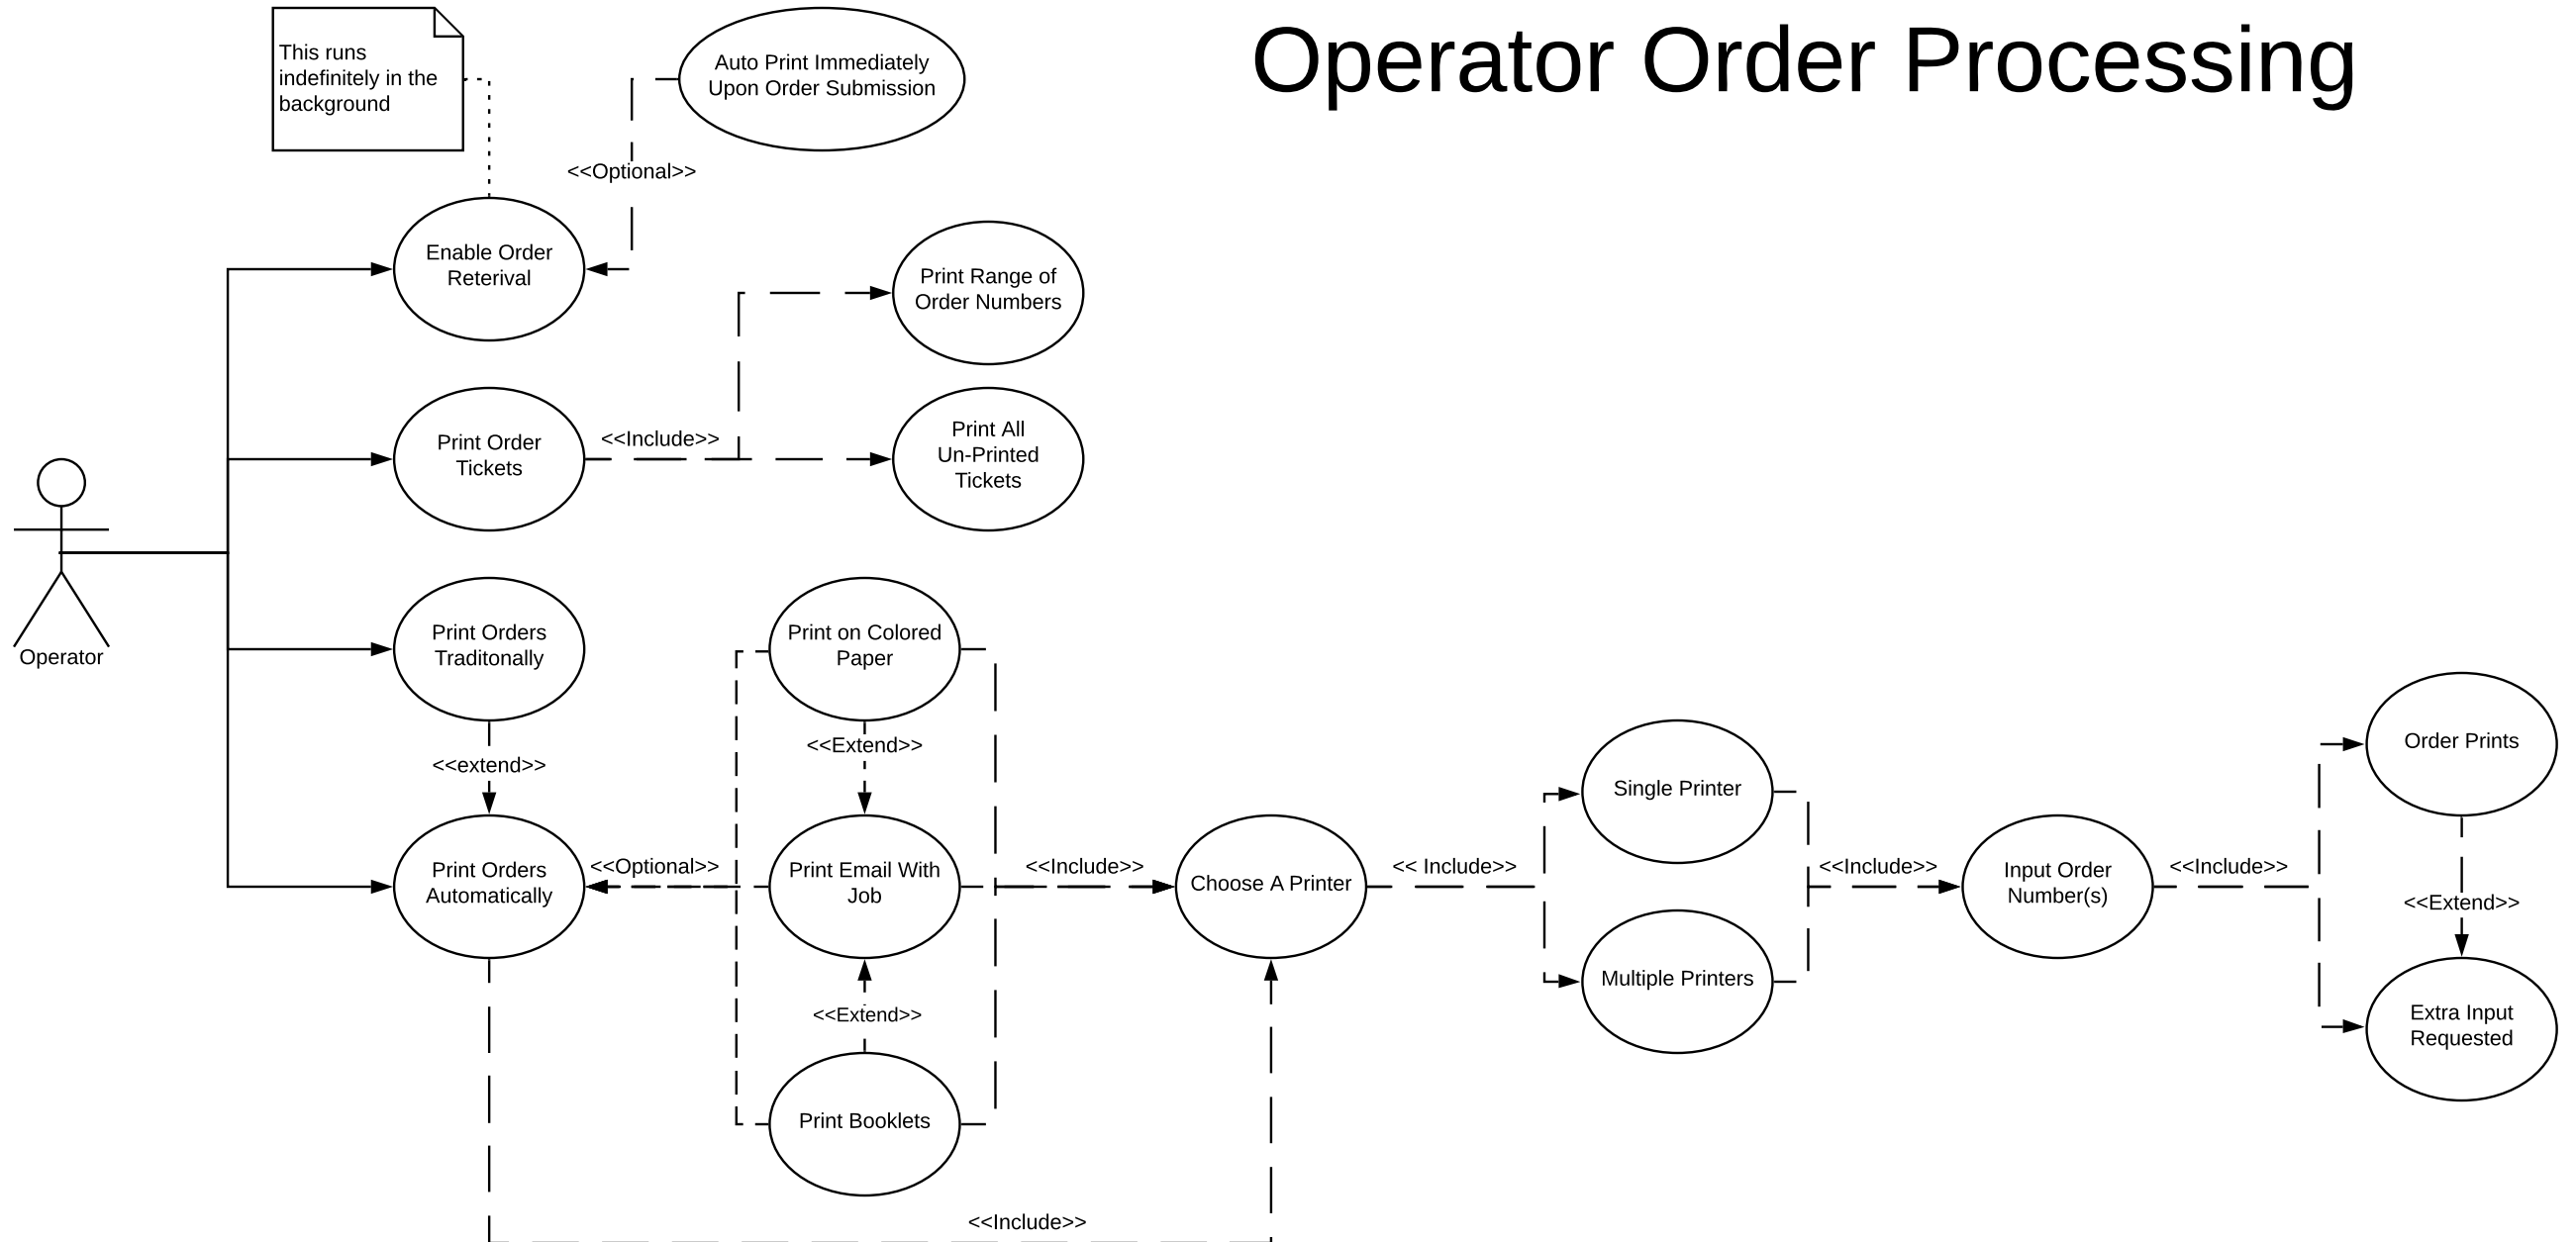 Operator Order Processing
This runs
indefinitely in the
background
Auto Print Immediately
Upon Order Submission
<<Optional>>
Enable Order
Reterival
Print Range of
Order Numbers
Print Order
Tickets
<<Include>>
Print All
Un-Printed
Tickets
Operator
Print Orders
Traditonally
<<extend>>
Print on Colored
Paper
<<Extend>>
Print Orders
Automatically
<<Optional>>
Print Email With
Job
<<Include>>
Choose A Printer
<< Include>>
Single Printer
Multiple Printers
<<Include>>
Input Order
Number(s)
<<Include>>
Order Prints
<<Extend>>
Extra Input
Requested
<<Extend>>
Print Booklets
<<Include>>